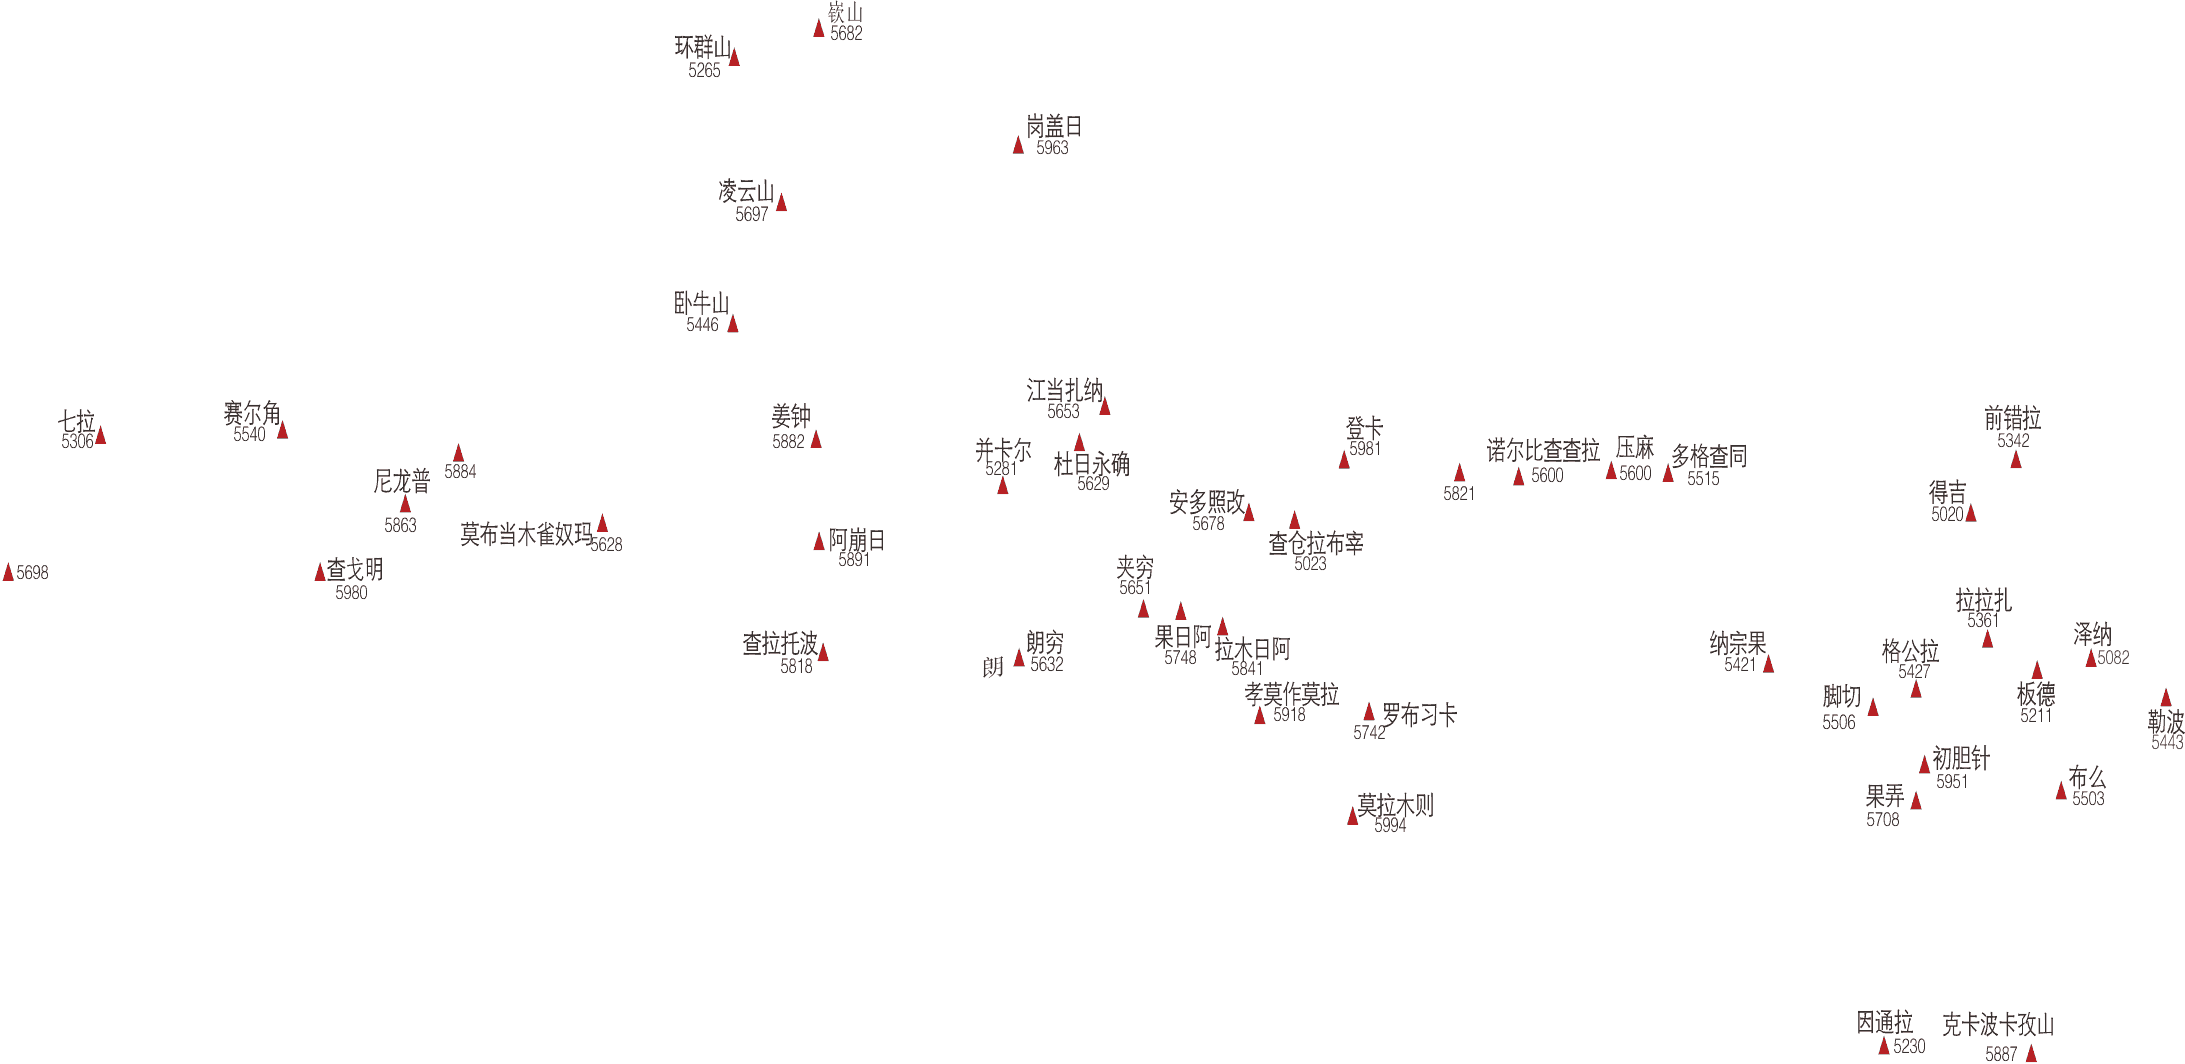 嵚山
5682
环群山
5265
岗盖日
5963
凌云山
5697
卧牛山
5446
江当扎纳
5653
七拉
5306
赛尔角
5540
姜钟
5882
并卡尔
5281
杜日永确
5629
登卡
5981
诺尔比查查拉
5600
压麻
5600
多格查同
5515
前错拉
5342
5884
尼龙普
5863
5821
安多照改
5678
得吉
5020
莫布当木雀奴玛
5628
阿崩日
5891
查仓拉布宰
5023
5698
查戈明
5980
夹穷
5651
拉拉扎
5361
查拉托波
5818
朗
朗穷
5632
果日阿
5748
拉木日阿
5841
纳宗果
5421
格公拉
5427
泽纳
5082
孝莫作莫拉
5918
罗布习卡
5742
脚切
5506
板德
5211
勒波
5443
初胆针
5951
布么
5503
果弄
5708
莫拉木则
5994
因通拉
5230
克卡波卡孜山
5887